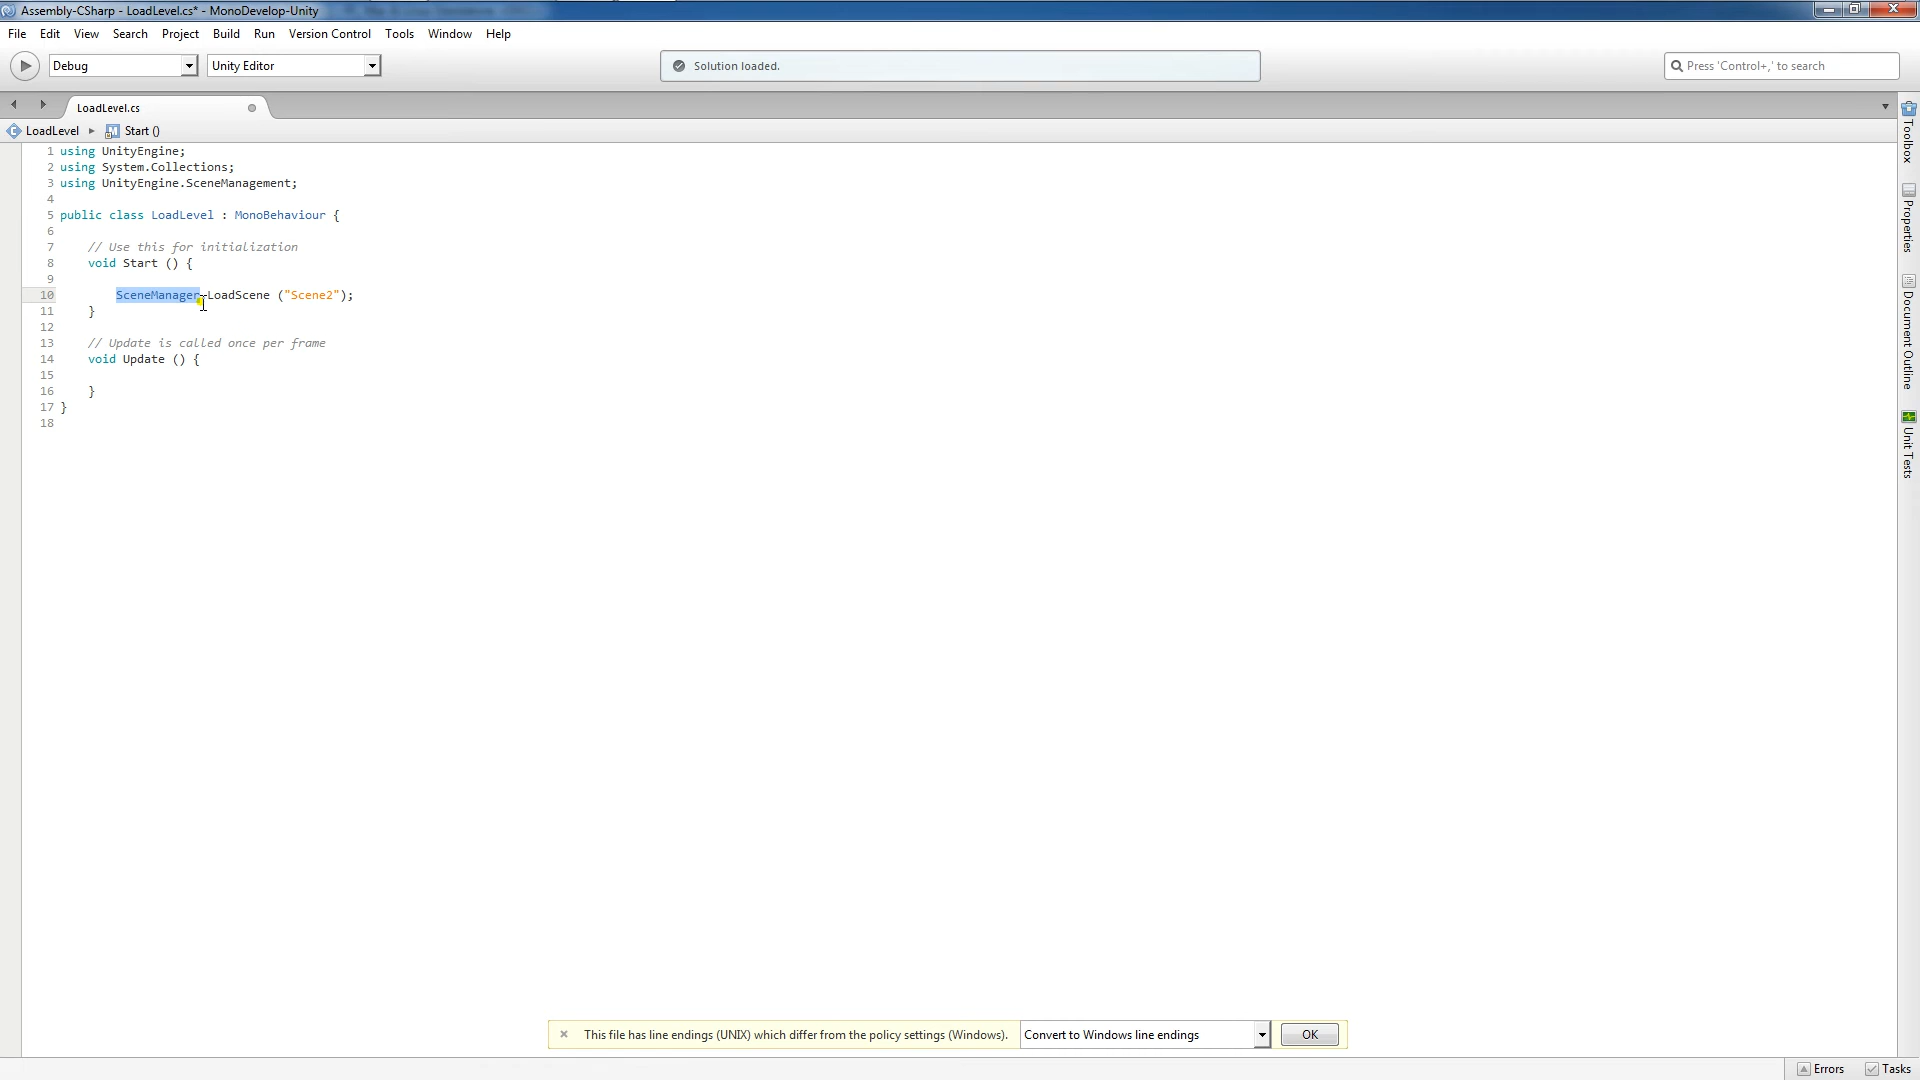 Assembly-CSharp - LoadLevel.cs* - MonoDevelop-Unity
File Edit View Search Project Build Run Version Control Tools Window Help
Debug Unity Editor Solution loaded. Press 'Control+,' to search
LoadLevel.cs
LoadLevel Start ()
1 using UnityEngine;
2 using System.Collections;
3 using UnityEngine.SceneManagement;
4
5 public class LoadLevel : MonoBehaviour {
6
7 // Use this for initialization
8 void Start () {
9
10 SceneManager.LoadScene ("Scene2");
11 }
12
13 // Update is called once per frame
14 void Update () {
15
16 }
17 }
18
Toolbox
Properties
Document Outline
Unit Tests
This file has line endings (UNIX) which differ from the policy settings (Windows). Convert to Windows line endings OK
Errors Tasks